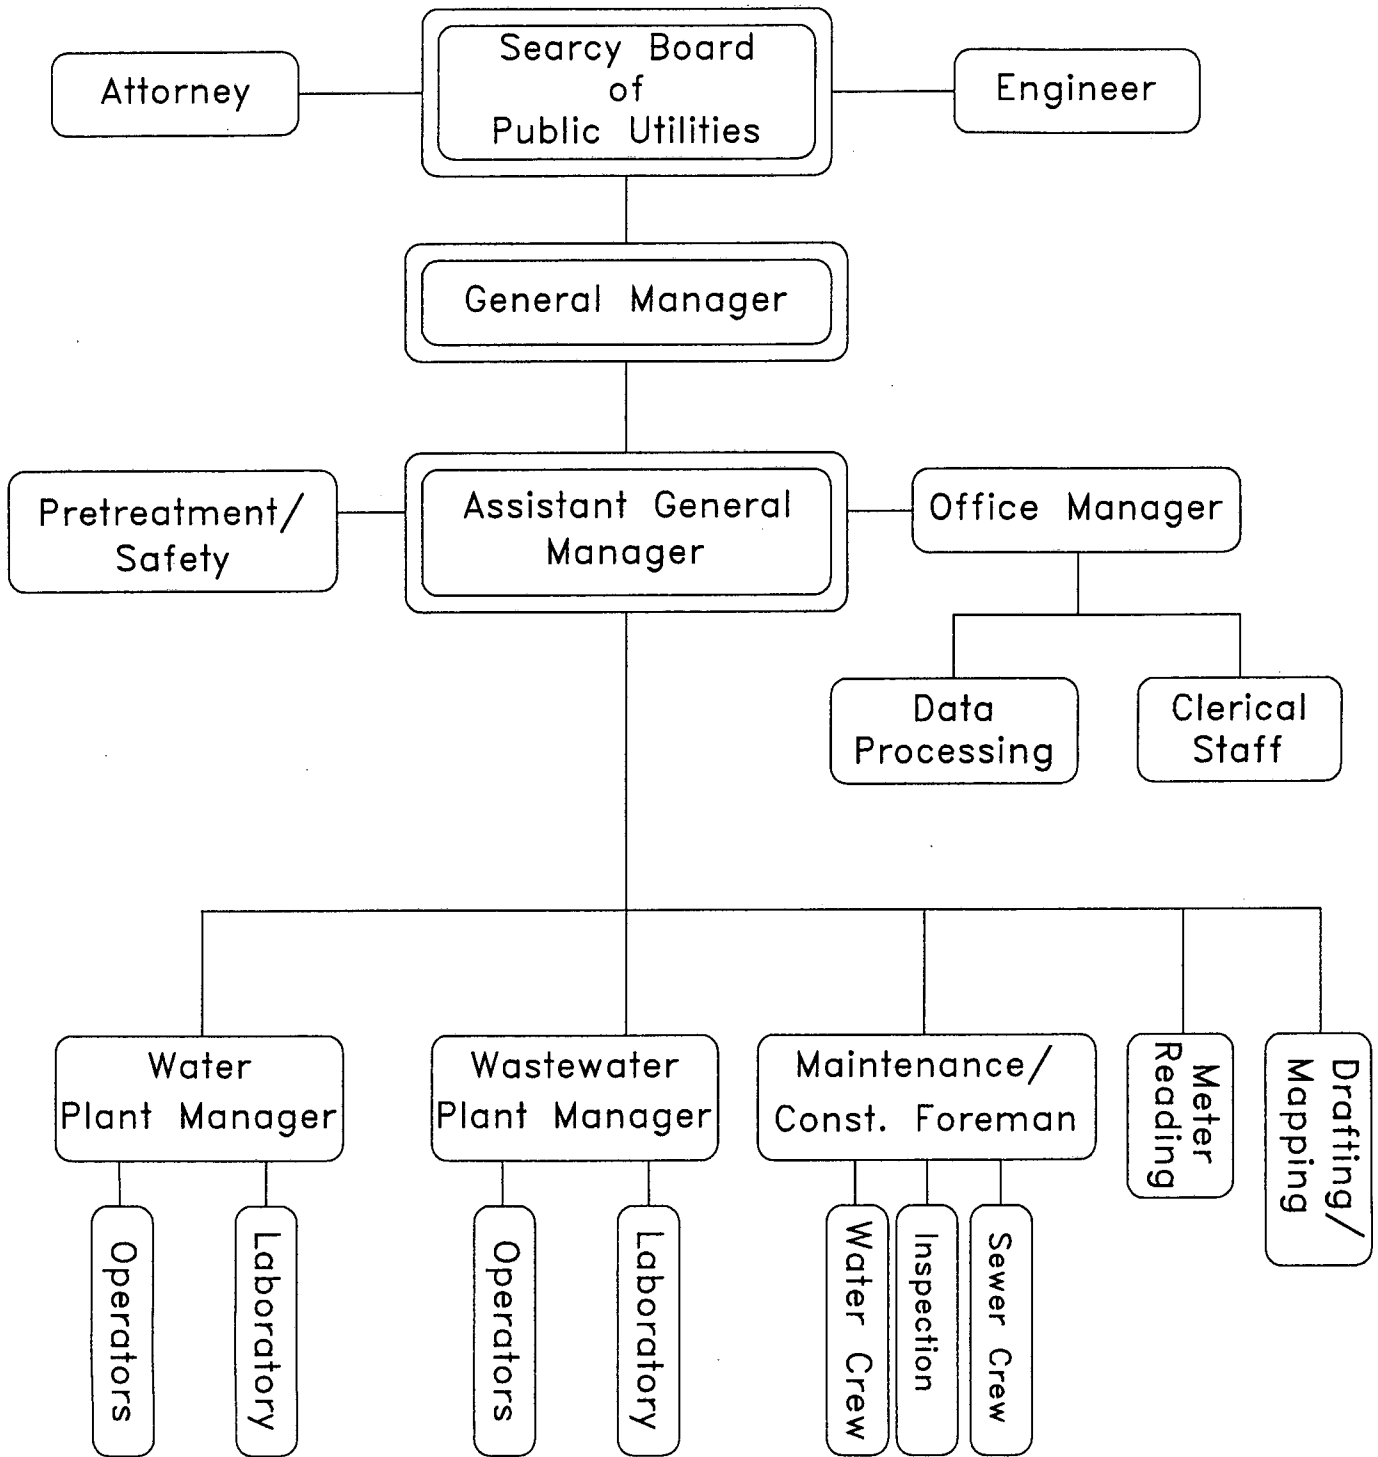 Attorney
Searcy Board
of
Public Utilities
Engineer
General Manager
Pretreatment/
Safety
Assistant General
Manager
Office Manager
Data
Processing
Clerical
Staff
Water
Plant Manager
Wastewater
Plant Manager
Maintenance/
Const. Foreman
Meter
Reading
Drafting/
Mapping
Operators
Laboratory
Operators
Laboratory
Water Crew
Inspection
Sewer Crew